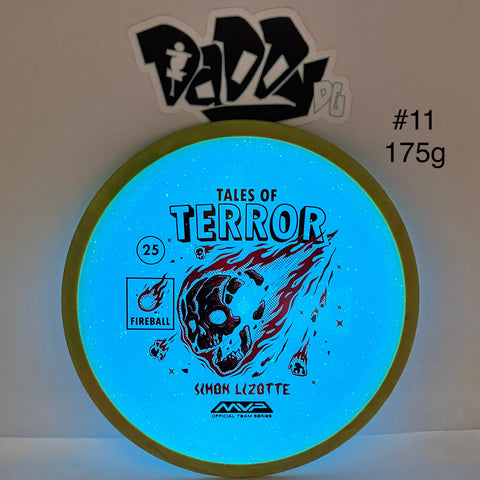 DaDDy
DG
#11
175g
TALES OF
TERROR
25
FIREBALL
SIMON LIZOTTE
MVP
OFFICIAL TEAM SERIES